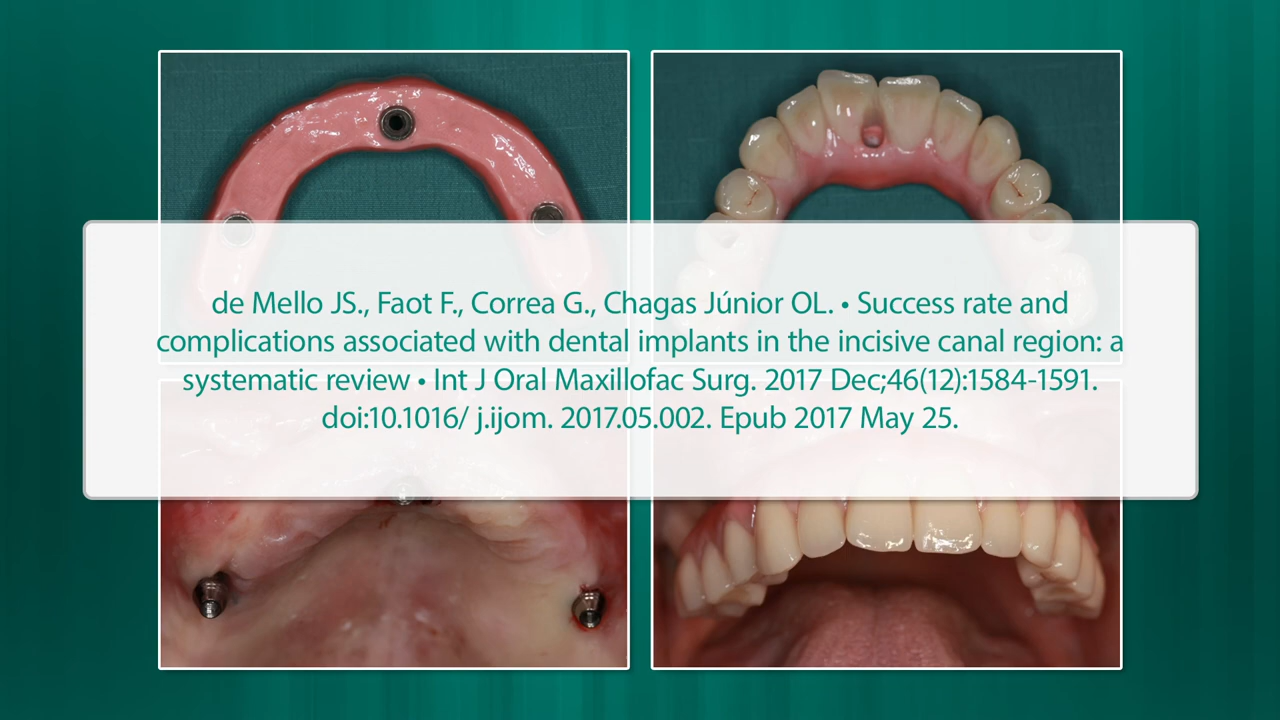 de Mello JS., Faot F., Correa G., Chagas Júnior OL. • Success rate and
complications associated with dental implants in the incisive canal region: a
systematic review • Int J Oral Maxillofac Surg. 2017 Dec;46(12):1584-1591.
doi:10.1016/ j.ijom. 2017.05.002. Epub 2017 May 25.